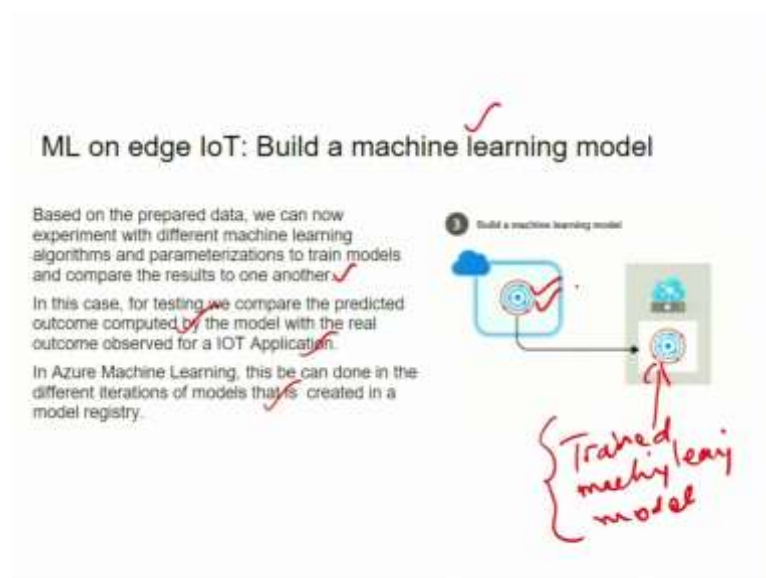 ML on edge IoT: Build a machine learning model
Based on the prepared data, we can now
experiment with different machine learning
algorithms and parameterizations to train models
and compare the results to one another.
In this case, for testing we compare the predicted
outcome computed by the model with the real
outcome observed for a IOT Application.
In Azure Machine Learning, this be can done in the
different iterations of models that is created in a
model registry.
3 Build a machine learning model
Trained
model